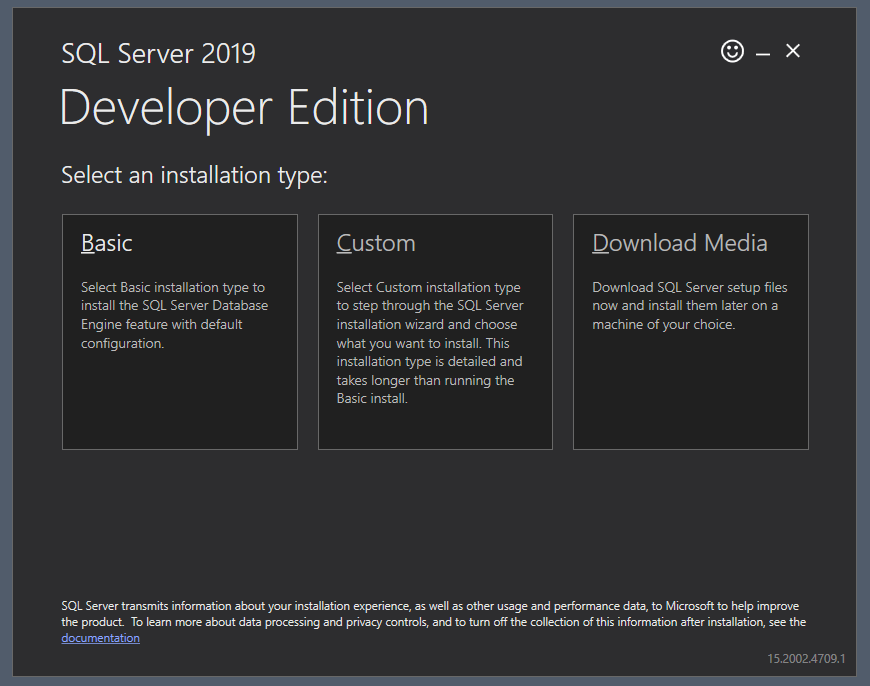 SQL Server 2019
Developer Edition
Select an installation type:
Basic
Select Basic installation type to
install the SQL Server Database
Engine feature with default
configuration.
Custom
Select Custom installation type
to step through the SQL Server
installation wizard and choose
what you want to install. This
installation type is detailed and
takes longer than running the
Basic install.
Download Media
Download SQL Server setup files
now and install them later on a
machine of your choice.
SQL Server transmits information about your installation experience, as well as other usage and performance data, to Microsoft to help improve
the product.  To learn more about data processing and privacy controls, and to turn off the collection of this information after installation, see the
documentation
15.2002.4709.1